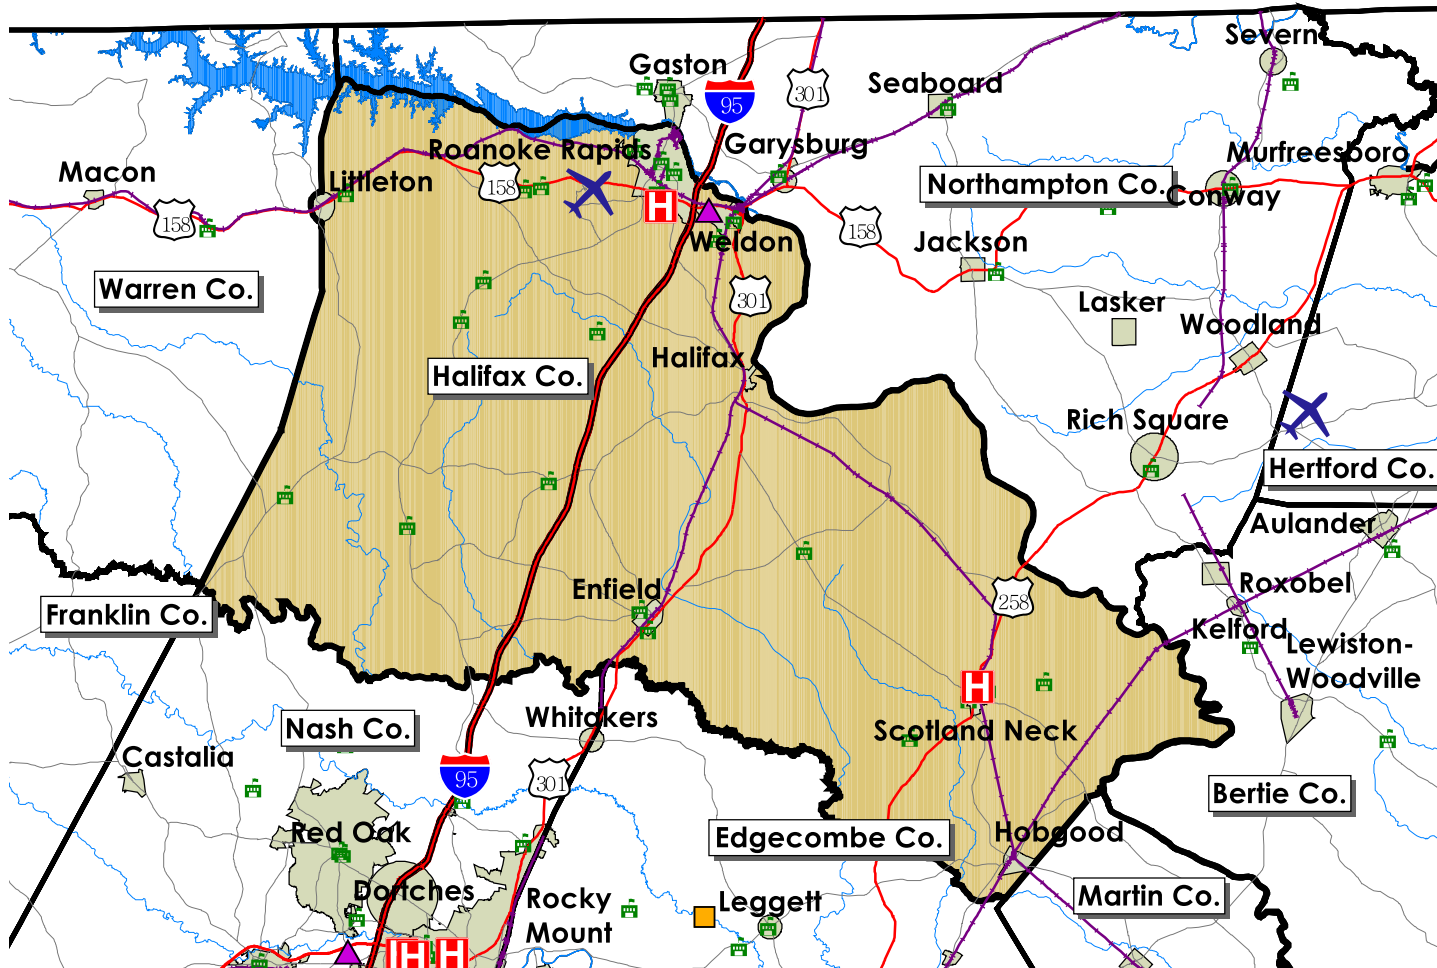 Severn
Gaston
Seaboard
301
95
Garysburg
Roanoke Rapids
Murfreesboro
Macon
Littleton
158
Northampton Co.
Conway
158
158
Weldon
Jackson
Warren Co.
301
Lasker
Woodland
Halifax
Halifax Co.
Rich Square
Hertford Co.
Aulander
Enfield
258
Roxobel
Franklin Co.
Kelford
Lewiston-
Woodville
Nash Co.
Whitakers
Scotland Neck
Castalia
95
301
Bertie Co.
Red Oak
Edgecombe Co.
Hobgood
Dortches
Rocky
Mount
Leggett
Martin Co.
H
H
H
H